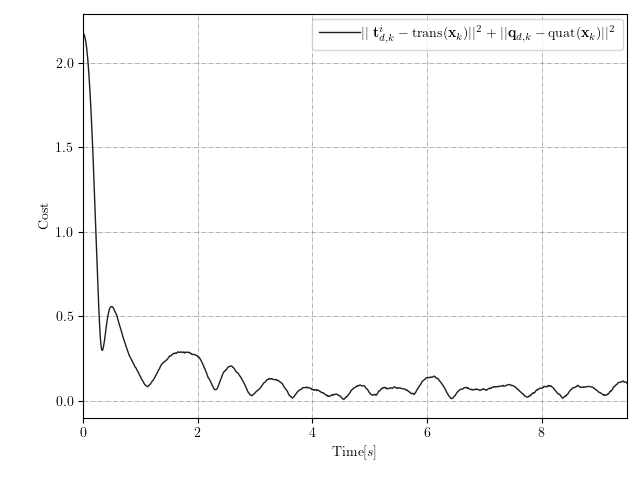 || t^i_{d,k} − trans(x_k)||^2 + ||q_{d,k} − quat(x_k)||^2
2.0
1.5
1.0
0.5
0.0
Cost
0 2 4 6 8
Time[s]